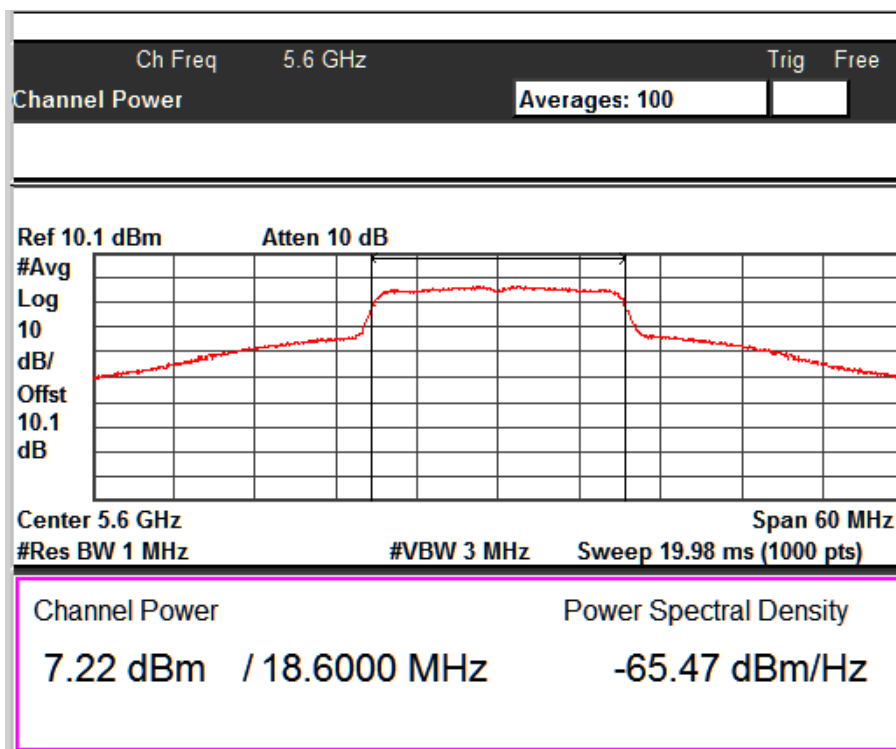 Ch Freq 5.6 GHz Trig Free
Channel Power Averages: 100
Ref 10.1 dBm Atten 10 dB
#Avg
Log
10
dB/
Offst
10.1
dB
Center 5.6 GHz Span 60 MHz
#Res BW 1 MHz #VBW 3 MHz Sweep 19.98 ms (1000 pts)
Channel Power Power Spectral Density
7.22 dBm / 18.6000 MHz -65.47 dBm/Hz